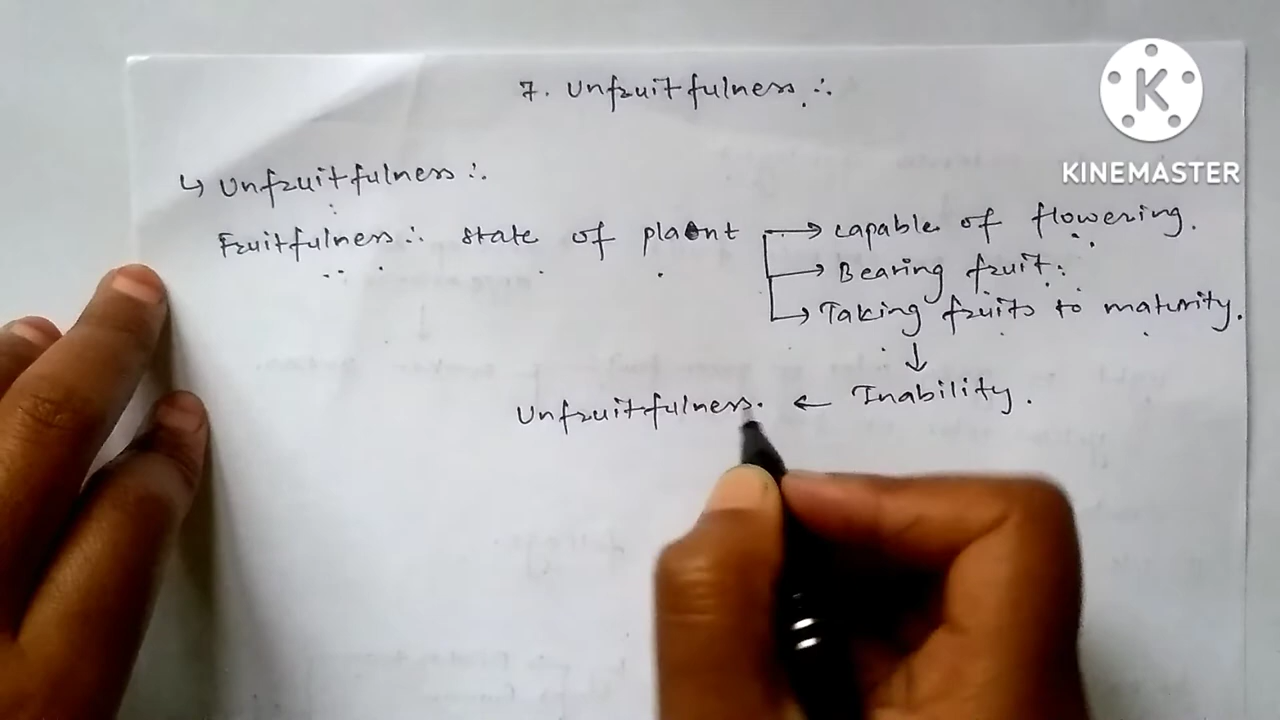 7. Unfruitfulness :.
K
KINEMASTER
↳ Unfruitfulness :.
Fruitfulness :. state of plant → capable of flowering.
→ Bearing fruit.
→ Taking fruits to maturity.
↓
Unfruitfulness. ← Inability.